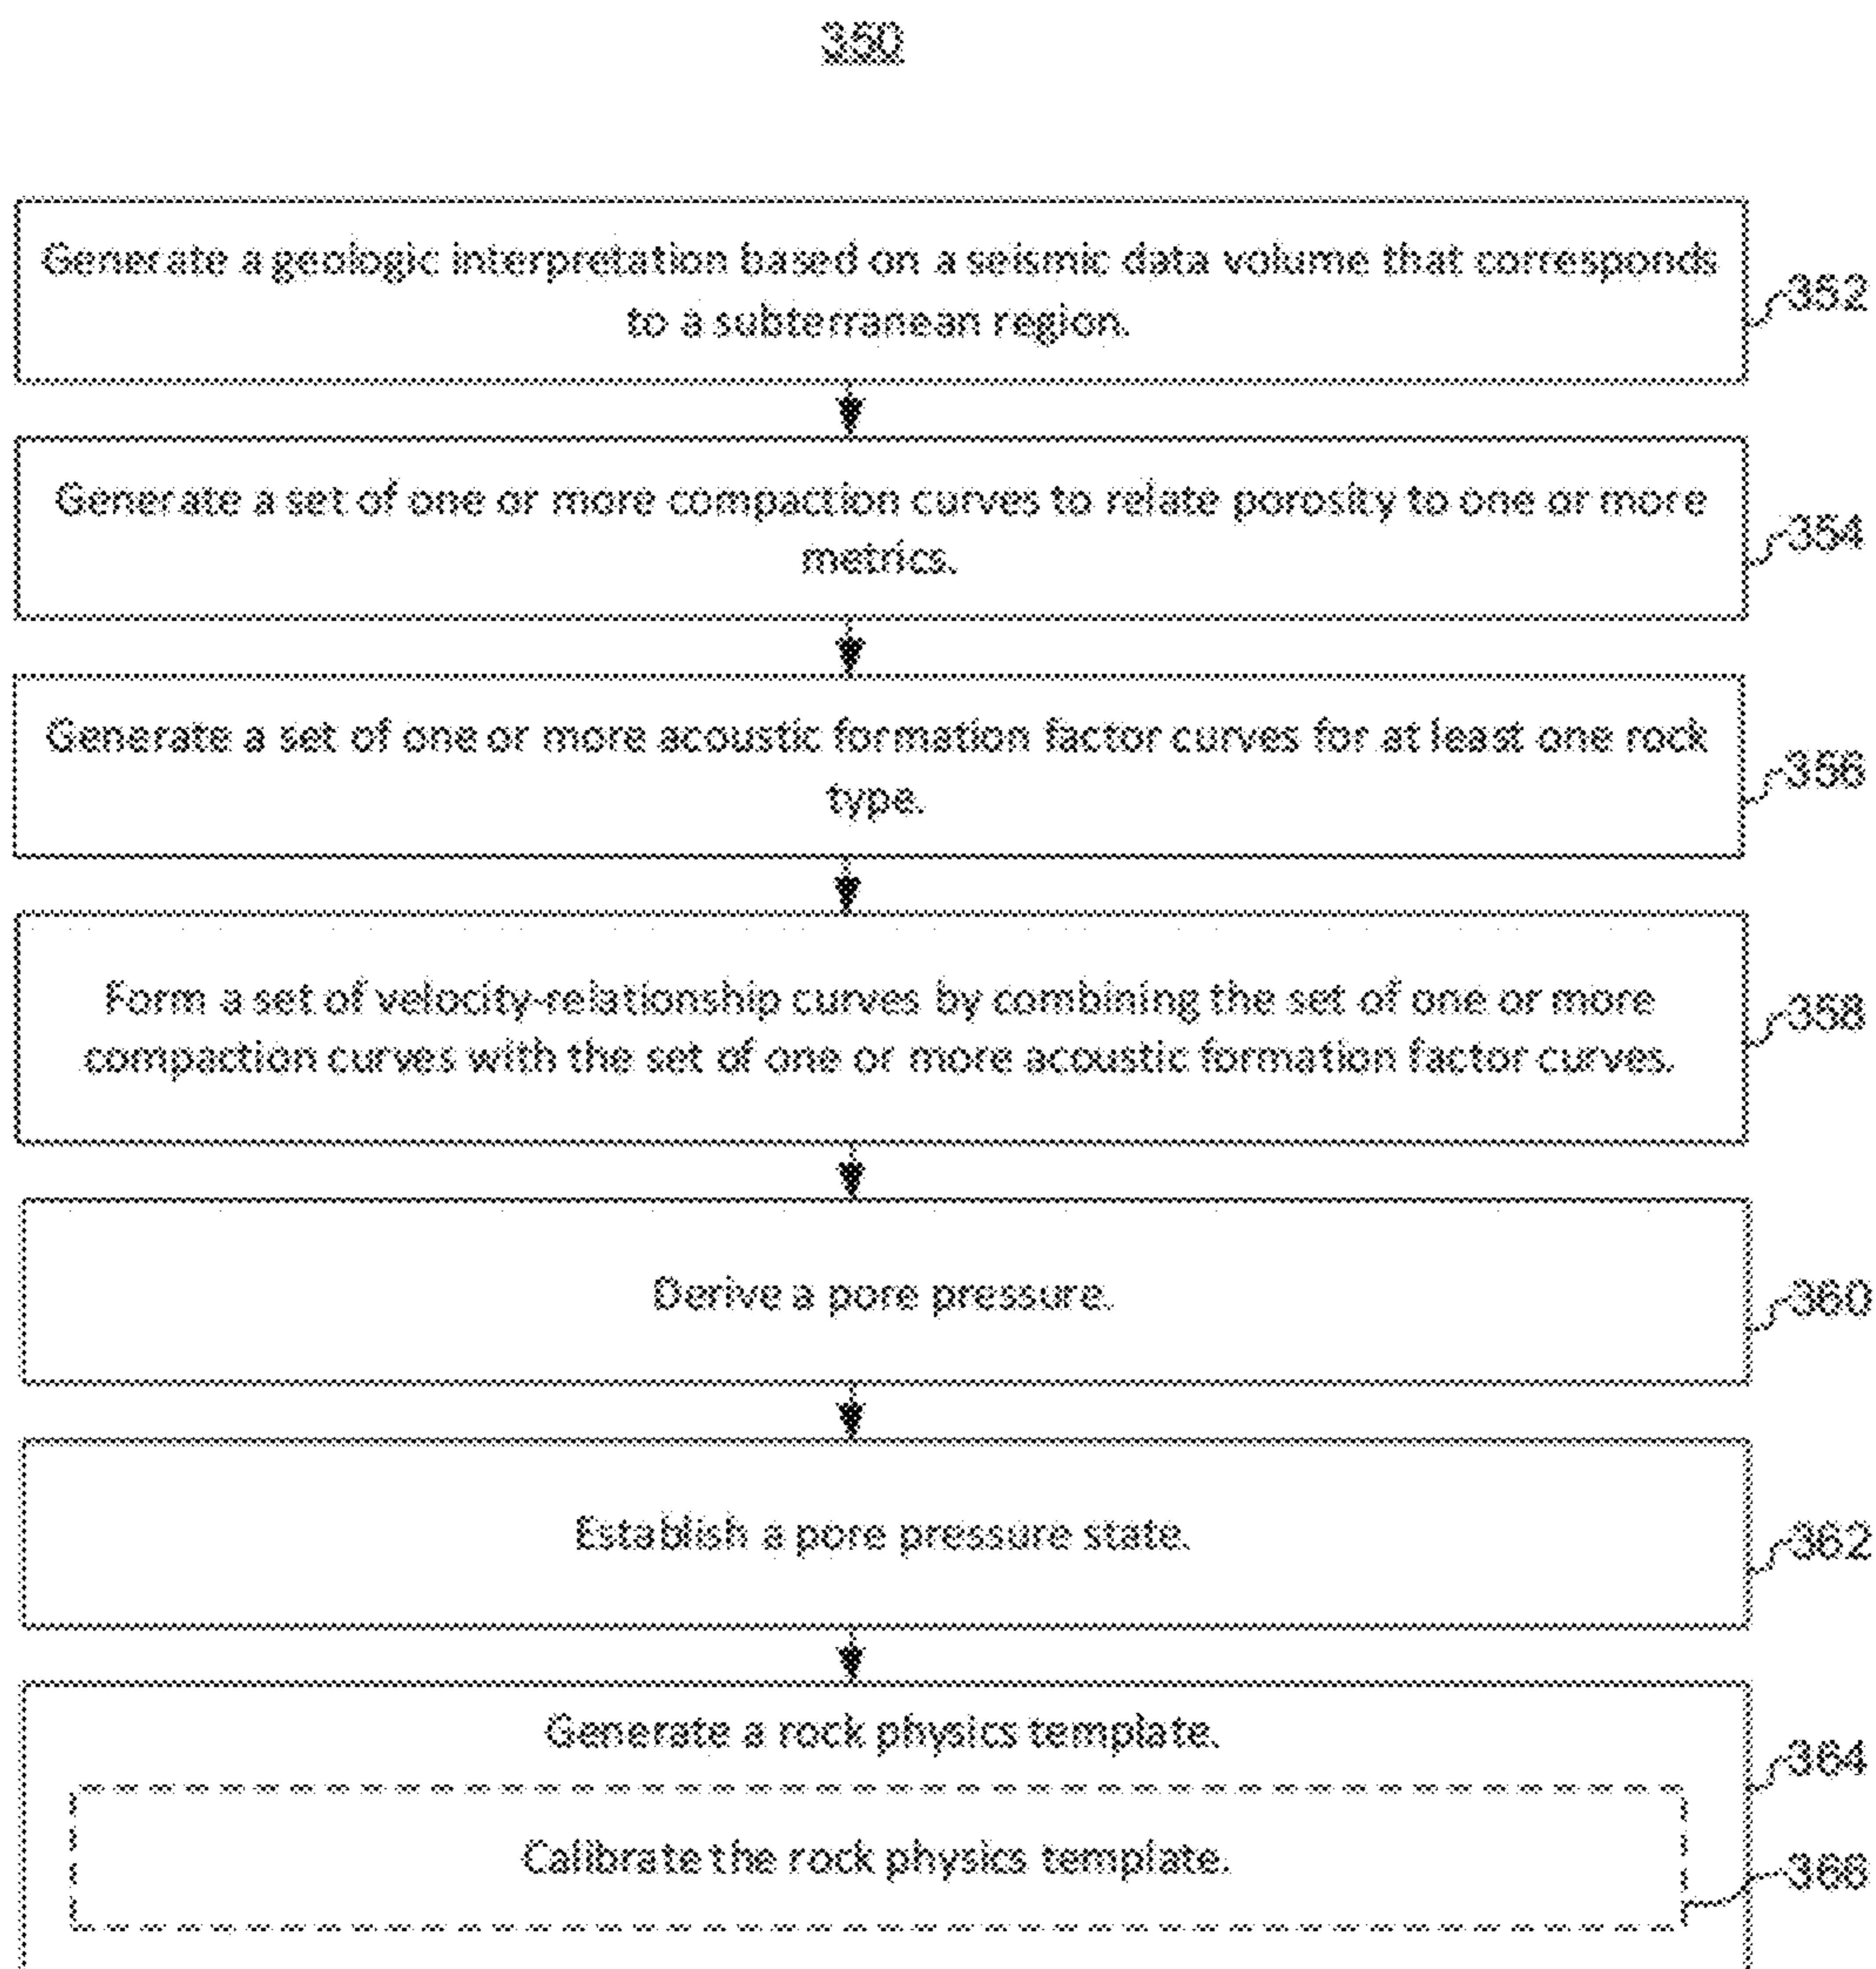 350
Generate a geologic interpretation based on a seismic data volume that corresponds
to a subterranean region.
352
Generate a set of one or more compaction curves to relate porosity to one or more
metrics.
354
Generate a set of one or more acoustic formation factor curves for at least one rock
type.
356
Form a set of velocity-relationship curves by combining the set of one or more
compaction curves with the set of one or more acoustic formation factor curves.
358
Derive a pore pressure.
360
Establish a pore pressure state.
362
Generate a rock physics template.
364
Calibrate the rock physics template.
366